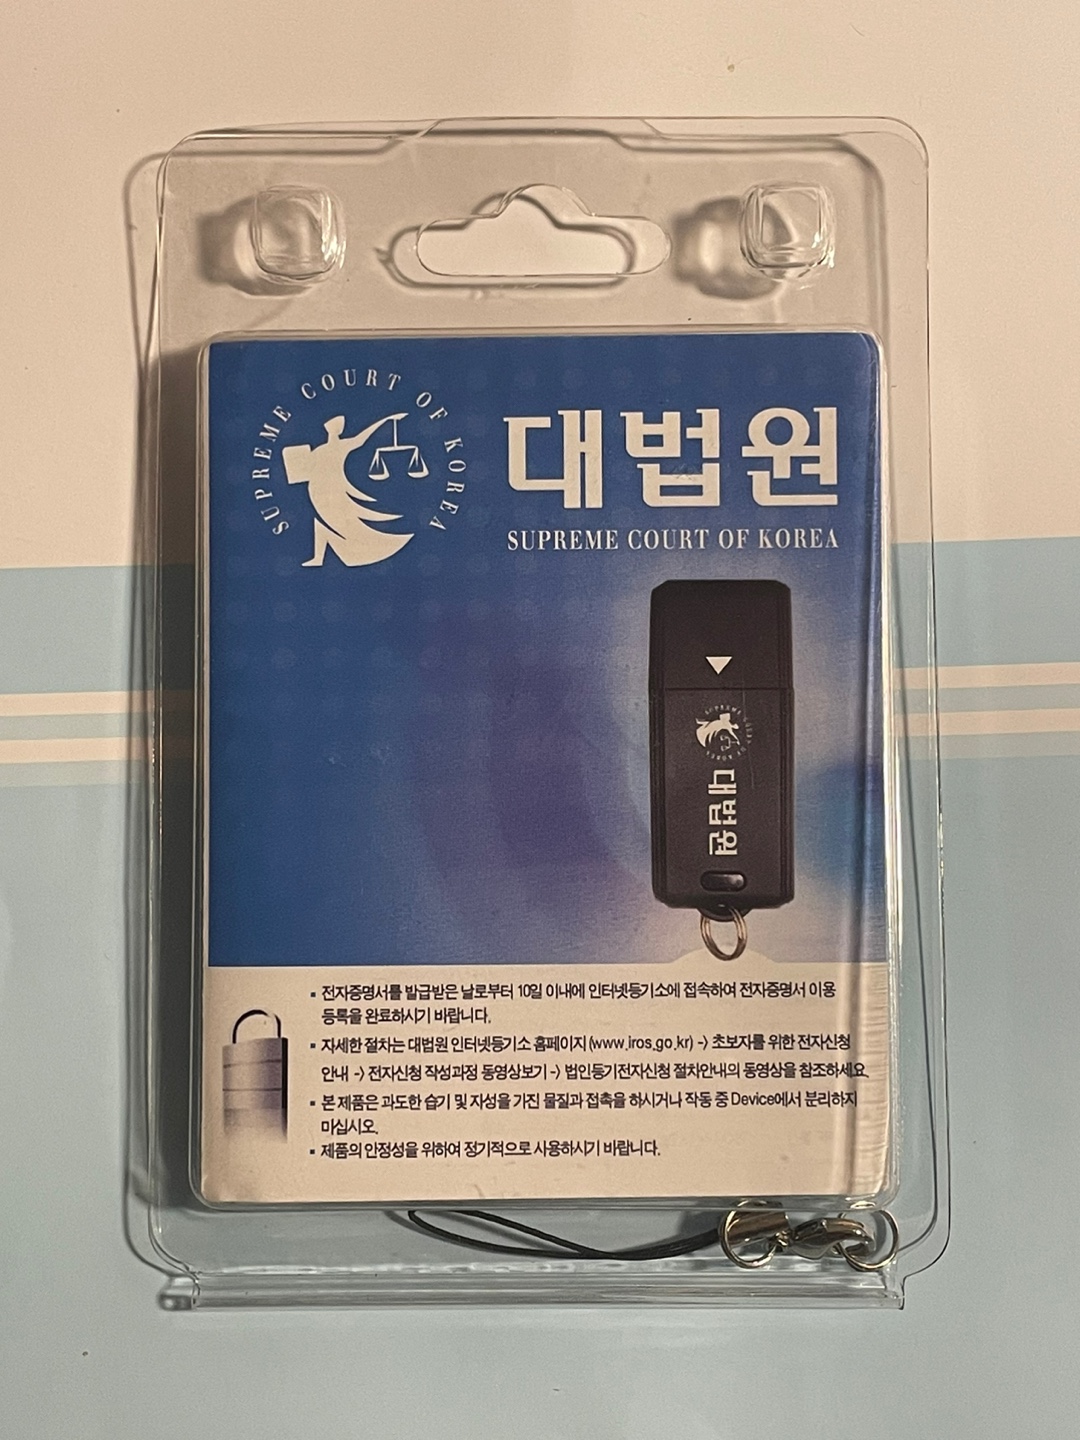 SUPREME COURT OF KOREA
대법원
SUPREME COURT OF KOREA
SUPREME COURT OF KOREA
대법원
▪ 전자증명서를 발급받은 날로부터 10일 이내에 인터넷등기소에 접속하여 전자증명서 이용
등록을 완료하시기 바랍니다.
▪ 자세한 절차는 대법원 인터넷등기소 홈페이지 (www.iros.go.kr) -> 초보자를 위한 전자신청
안내 -> 전자신청 작성과정 동영상보기 -> 법인등기전자신청 절차안내의 동영상을 참조하세요.
▪ 본 제품은 과도한 습기 및 자성을 가진 물질과 접촉을 하시거나 작동 중 Device에서 분리하지
마십시오.
▪ 제품의 안정성을 위하여 정기적으로 사용하시기 바랍니다.